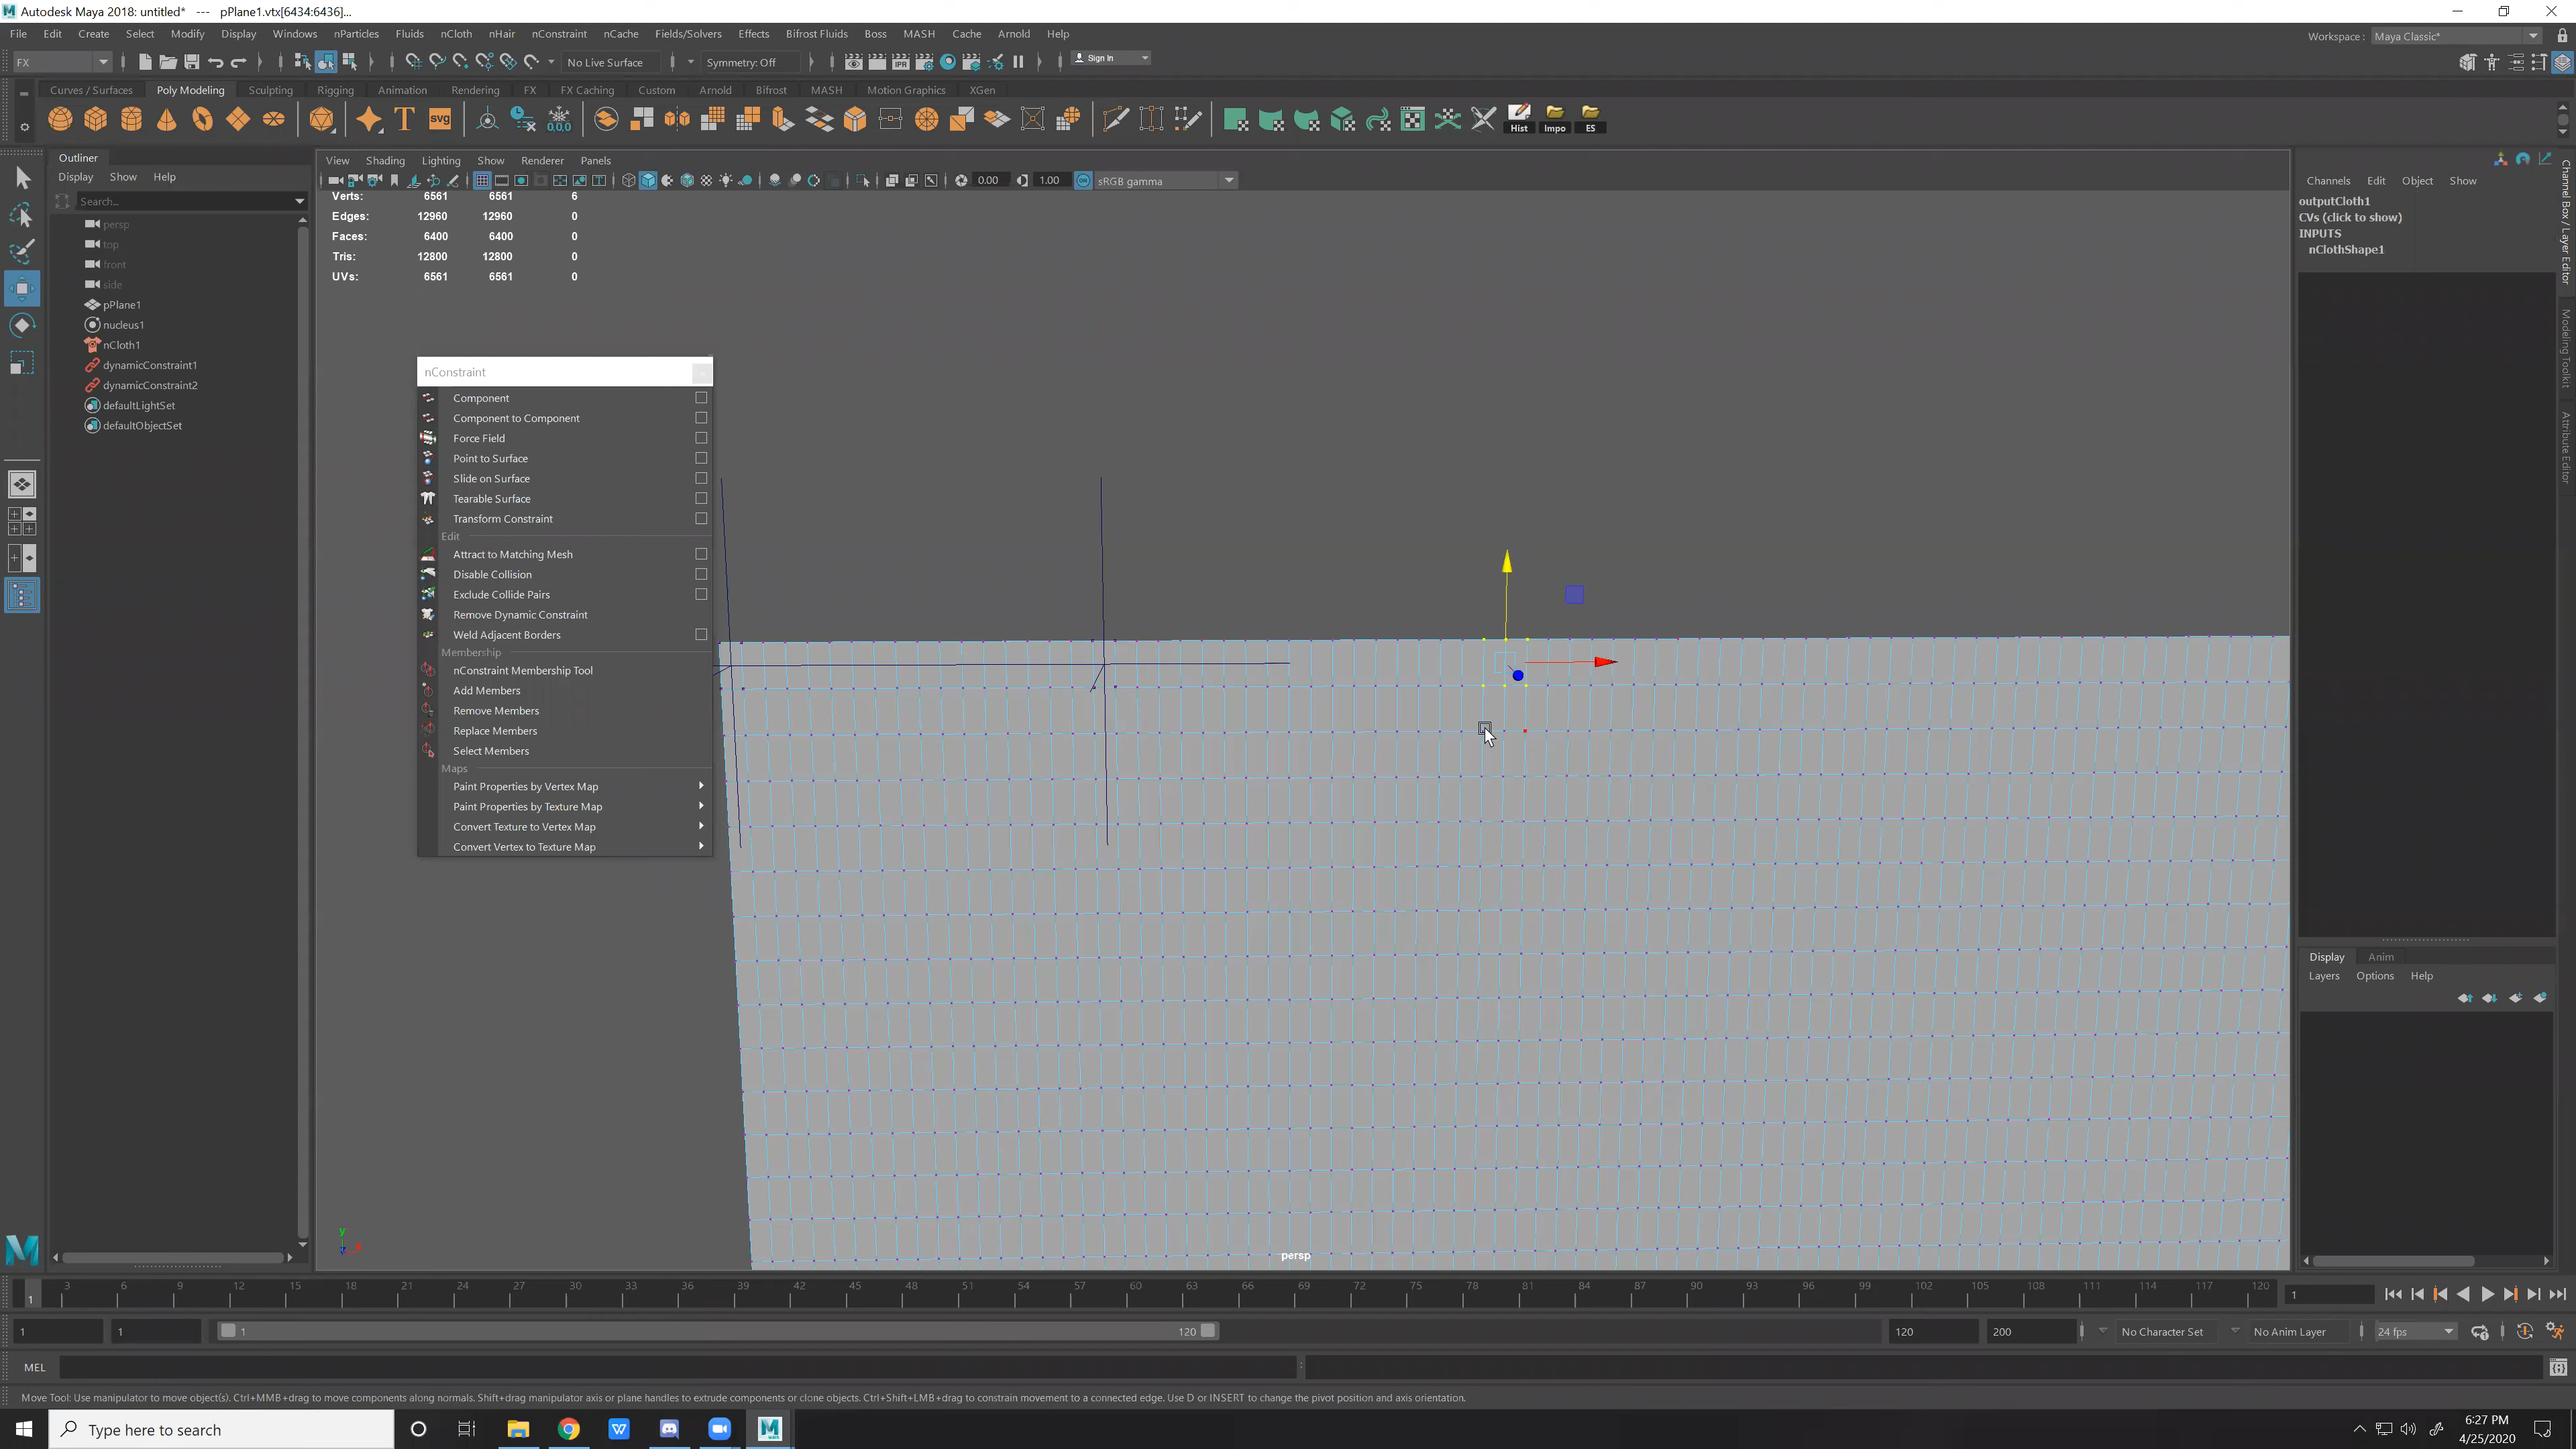 Autodesk Maya 2018: untitled* --- pPlane1.vtx[6434:6436]...
File Edit Create Select Modify Display Windows nParticles Fluids nCloth nHair nConstraint nCache Fields/Solvers Effects Bifrost Fluids Boss MASH Cache Arnold Help
Workspace : Maya Classic*
FX No Live Surface Symmetry: Off IPR Sign In
Curves / Surfaces Poly Modeling Sculpting Rigging Animation Rendering FX FX Caching Custom Arnold Bifrost MASH Motion Graphics XGen
T SVG 0,0,0 Hist Impo ES
Outliner
Display Show Help
Search...
persp
top
front
side
pPlane1
nucleus1
nCloth1
dynamicConstraint1
dynamicConstraint2
defaultLightSet
defaultObjectSet
View Shading Lighting Show Renderer Panels
0.00 1.00 ON sRGB gamma
Verts: 6561 6561 6
Edges: 12960 12960 0
Faces: 6400 6400 0
Tris: 12800 12800 0
UVs: 6561 6561 0
nConstraint
Component
Component to Component
Force Field
Point to Surface
Slide on Surface
Tearable Surface
Transform Constraint
Edit
Attract to Matching Mesh
Disable Collision
Exclude Collide Pairs
Remove Dynamic Constraint
Weld Adjacent Borders
Membership
nConstraint Membership Tool
Add Members
Remove Members
Replace Members
Select Members
Maps
Paint Properties by Vertex Map
Paint Properties by Texture Map
Convert Texture to Vertex Map
Convert Vertex to Texture Map
y
x
persp
Channels Edit Object Show
outputCloth1
CVs (click to show)
INPUTS
nClothShape1
Channel Box / Layer Editor
Modeling Toolkit
Attribute Editor
Display Anim
Layers Options Help
1 3 6 9 12 15 18 21 24 27 30 33 36 39 42 45 48 51 54 57 60 63 66 69 72 75 78 81 84 87 90 93 96 99 102 105 108 111 114 117 120 1
1 1 1 120 120 200 No Character Set No Anim Layer 24 fps
MEL
Move Tool: Use manipulator to move object(s). Ctrl+MMB+drag to move components along normals. Shift+drag manipulator axis or plane handles to extrude components or clone objects. Ctrl+Shift+LMB+drag to constrain movement to a connected edge. Use D or INSERT to change the pivot position and axis orientation.
Type here to search
6:27 PM
4/25/2020